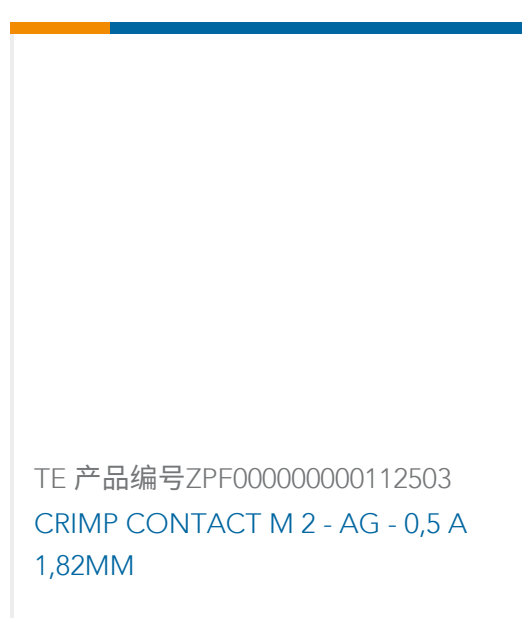 TE 产品编号ZPF000000000112503
CRIMP CONTACT M 2 - AG - 0,5 A
1,82MM